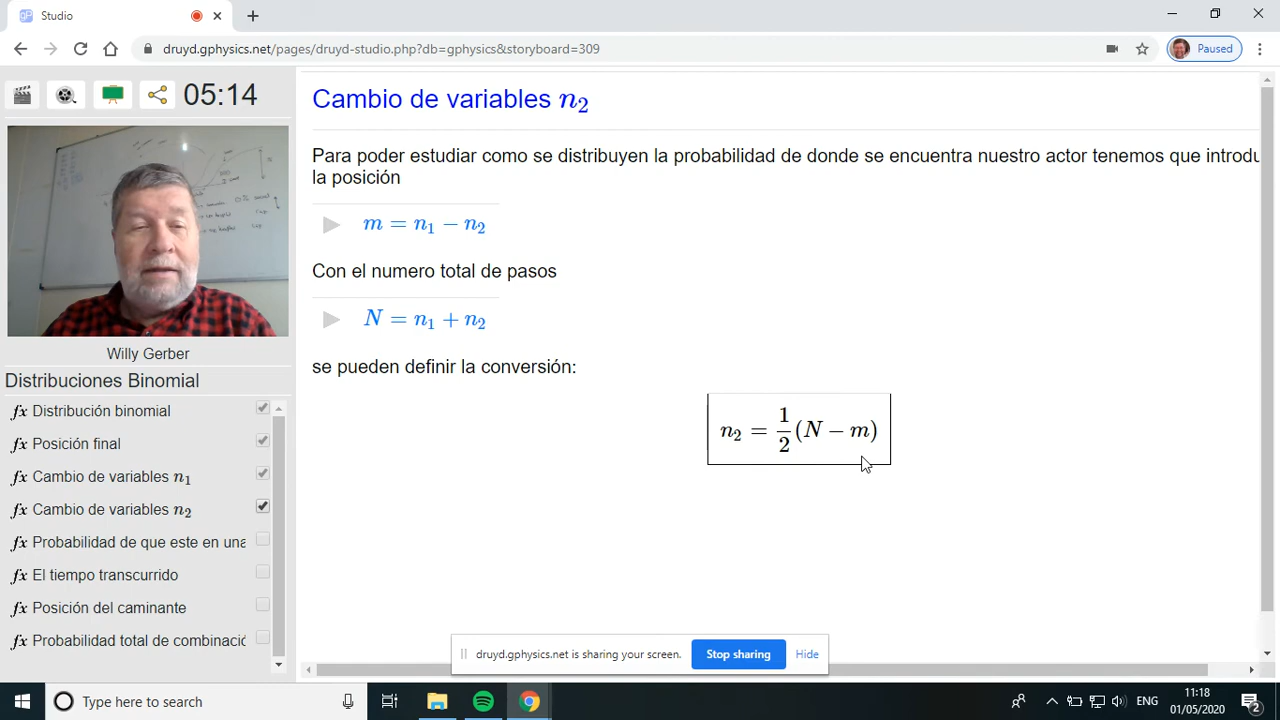 Studio
druyd.gphysics.net/pages/druyd-studio.php?db=gphysics&storyboard=309
Paused
05:14
Willy Gerber
Distribuciones Binomial
fx Distribución binomial
fx Posición final
fx Cambio de variables n₁
fx Cambio de variables n₂
fx Probabilidad de que este en una
fx El tiempo transcurrido
fx Posición del caminante
fx Probabilidad total de combinació
Cambio de variables n₂
Para poder estudiar como se distribuyen la probabilidad de donde se encuentra nuestro actor tenemos que introdu
la posición
m = n₁ − n₂
Con el numero total de pasos
N = n₁ + n₂
se pueden definir la conversión:
n₂ = 1/2 (N − m)
druyd.gphysics.net is sharing your screen.
Stop sharing
Hide
Type here to search
ENG
11:18
01/05/2020
2